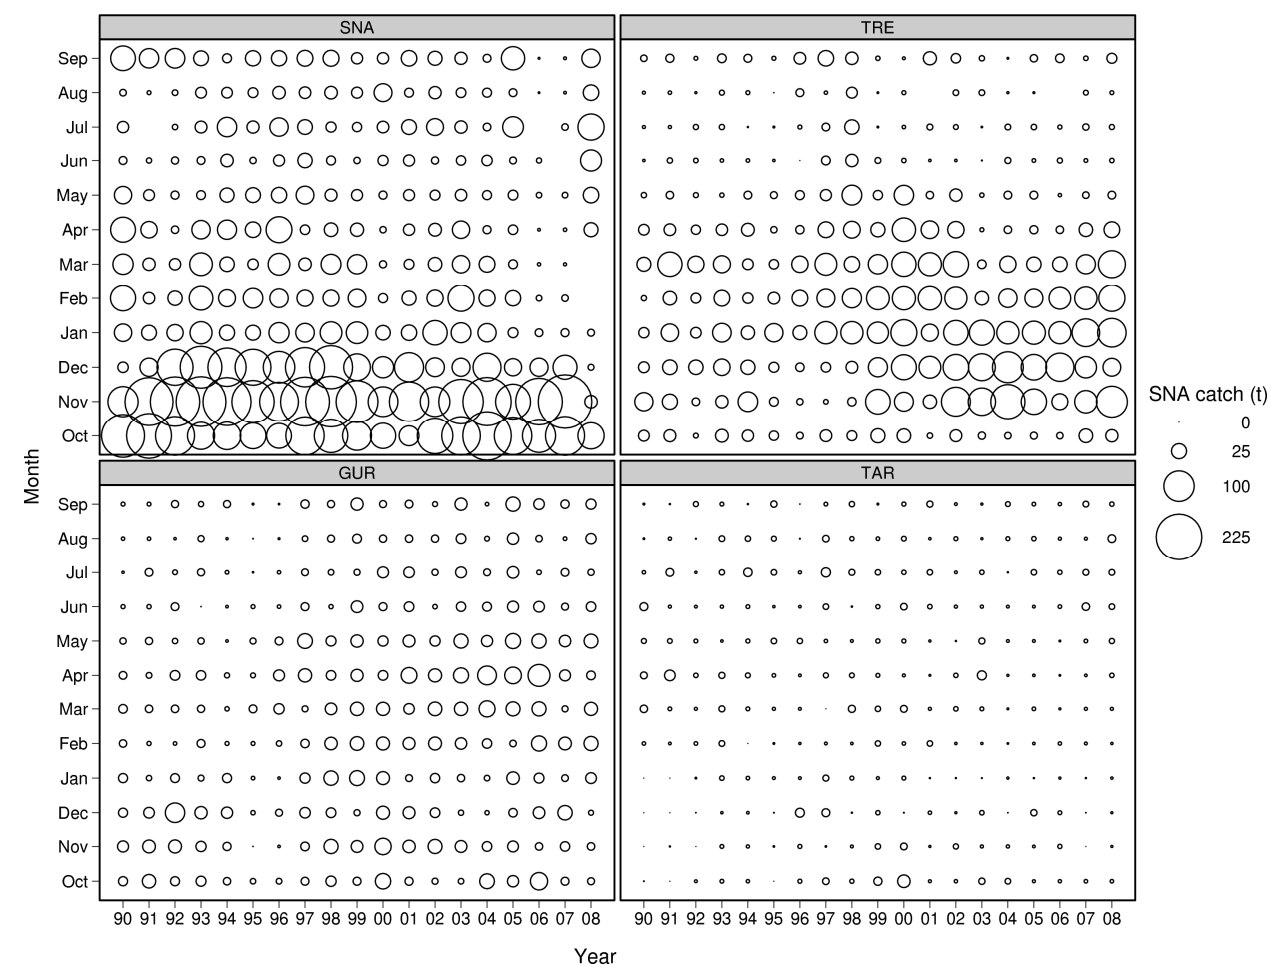 SNA TRE
Sep
Aug
Jul
Jun
May
Apr
Mar
Feb
Jan
Dec
Nov
Oct
GUR TAR
Sep
Aug
Jul
Jun
May
Apr
Mar
Feb
Jan
Dec
Nov
Oct
90 91 92 93 94 95 96 97 98 99 00 01 02 03 04 05 06 07 08 90 91 92 93 94 95 96 97 98 99 00 01 02 03 04 05 06 07 08
Month
Year
SNA catch (t)
0
25
100
225